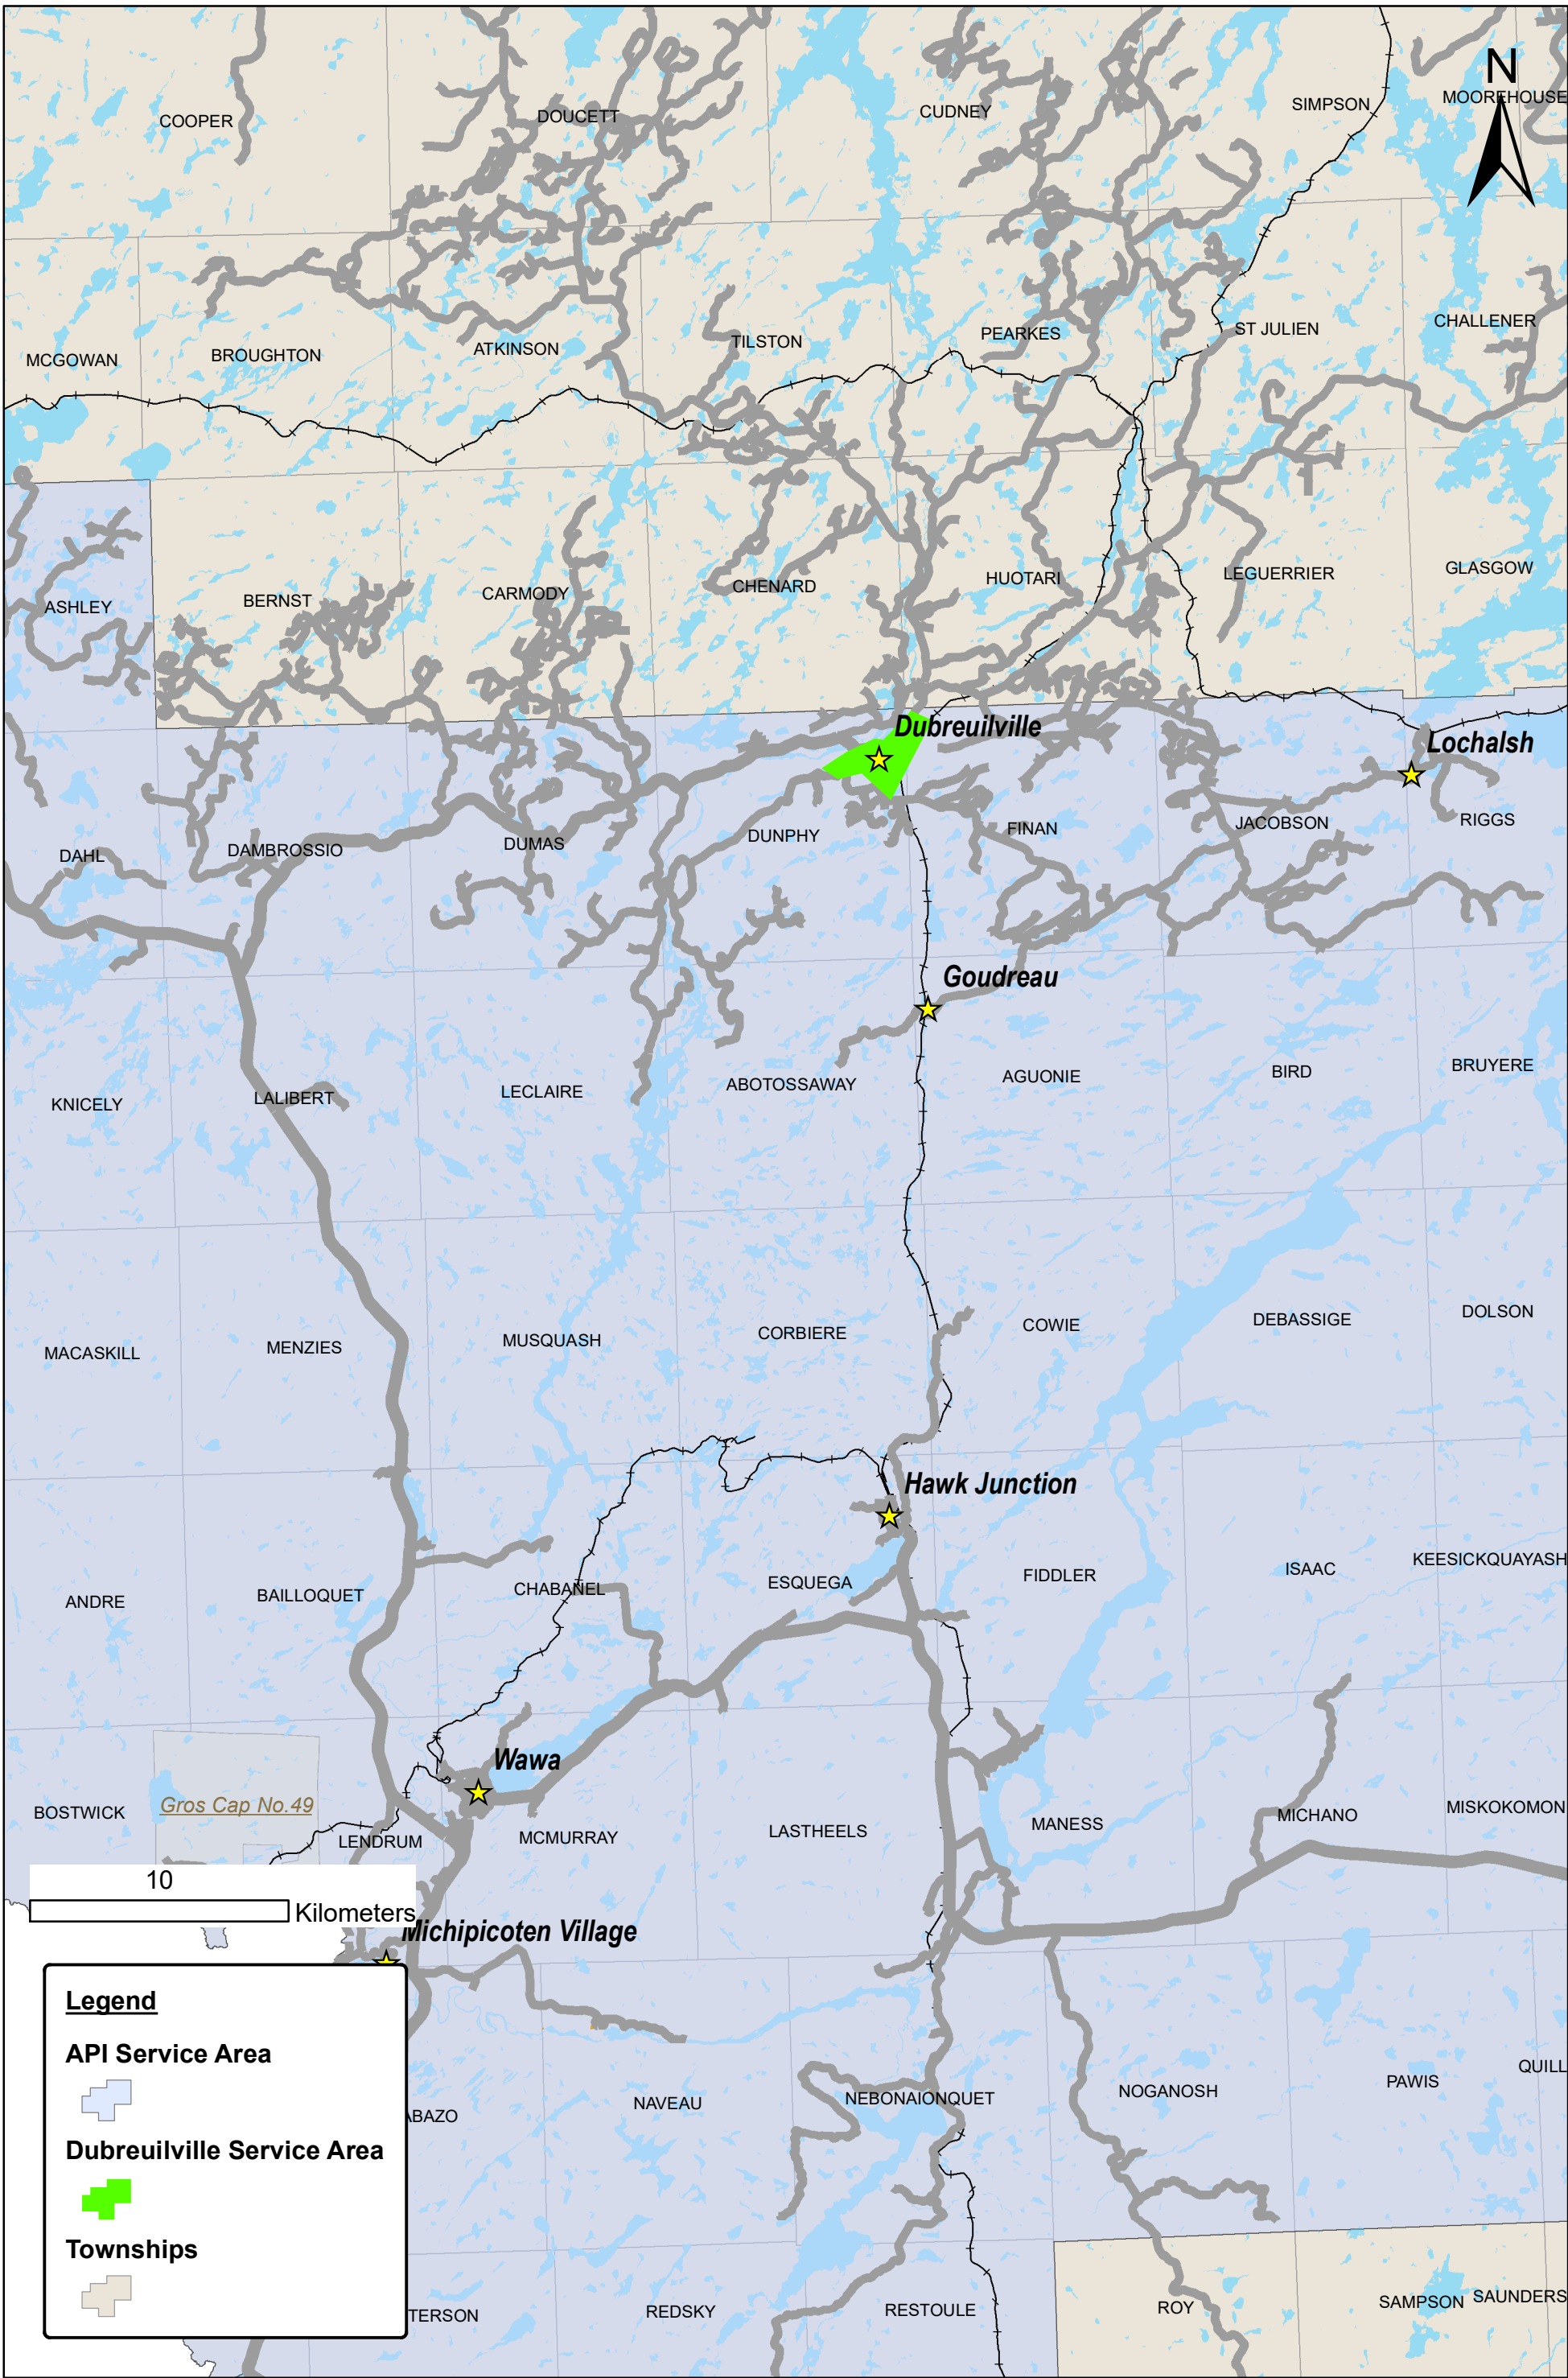 N
MOOREHOUSE
SIMPSON
CUDNEY
DOUCETT
COOPER
CHALLENER
ST JULIEN
PEARKES
TILSTON
ATKINSON
BROUGHTON
MCGOWAN
GLASGOW
LEGUERRIER
HUOTARI
CHENARD
CARMODY
BERNST
ASHLEY
Dubreuilville
Lochalsh
RIGGS
JACOBSON
FINAN
DUNPHY
DUMAS
DAMBROSSIO
DAHL
Goudreau
BRUYERE
BIRD
AGUONIE
ABOTOSSAWAY
LECLAIRE
LALIBERT
KNICELY
DOLSON
DEBASSIGE
COWIE
CORBIERE
MUSQUASH
MENZIES
MACASKILL
Hawk Junction
KEESICKQUAYASH
ISAAC
FIDDLER
ESQUEGA
CHABANEL
BAILLOQUET
ANDRE
Wawa
Gros Cap No.49
BOSTWICK
LENDRUM
MCMURRAY
LASTHEELS
MANESS
MICHANO
MISKOKOMON
10
Kilometers
Michipicoten Village
Legend
API Service Area
Dubreuilville Service Area
Townships
ABAZO
NAVEAU
NEBONAIONQUET
NOGANOSH
PAWIS
QUILL
TERSON
REDSKY
RESTOULE
ROY
SAMPSON
SAUNDERS